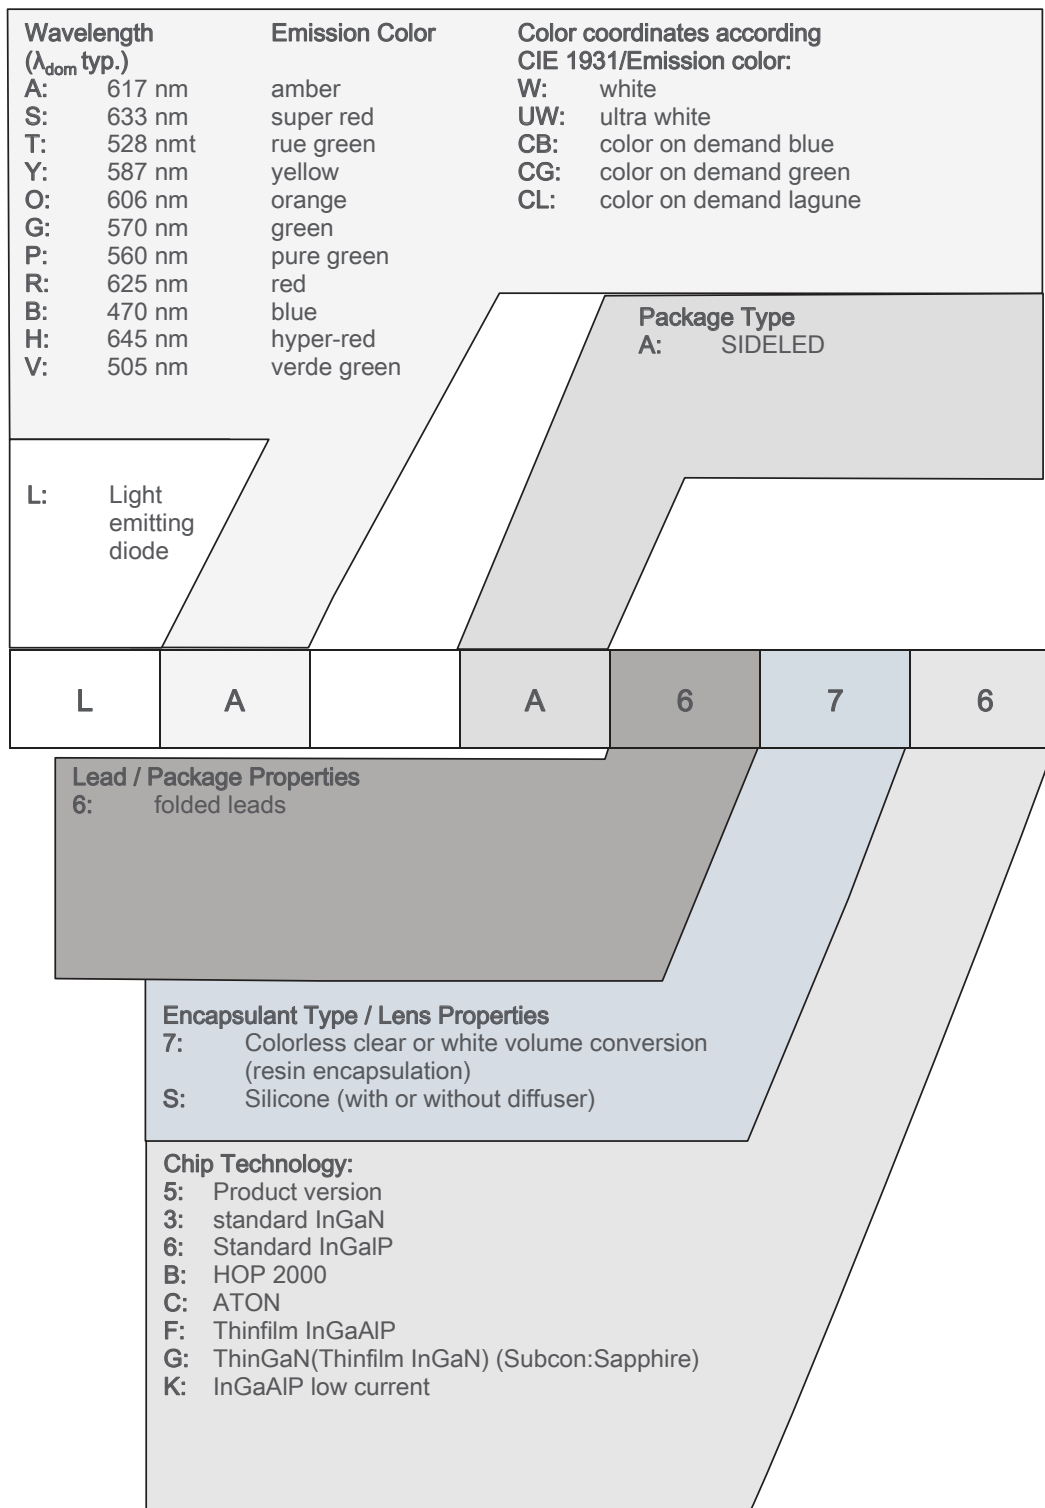 Wavelength Emission Color
(λdom typ.)
A: 617 nm amber
S: 633 nm super red
T: 528 nmt rue green
Y: 587 nm yellow
O: 606 nm orange
G: 570 nm green
P: 560 nm pure green
R: 625 nm red
B: 470 nm blue
H: 645 nm hyper-red
V: 505 nm verde green
Color coordinates according
CIE 1931/Emission color:
W: white
UW: ultra white
CB: color on demand blue
CG: color on demand green
CL: color on demand lagune
Package Type
A: SIDELED
L: Light
emitting
diode
L A A 6 7 6
Lead / Package Properties
6: folded leads
Encapsulant Type / Lens Properties
7: Colorless clear or white volume conversion
(resin encapsulation)
S: Silicone (with or without diffuser)
Chip Technology:
5: Product version
3: standard InGaN
6: Standard InGalP
B: HOP 2000
C: ATON
F: Thinfilm InGaAlP
G: ThinGaN(Thinfilm InGaN) (Subcon:Sapphire)
K: InGaAlP low current